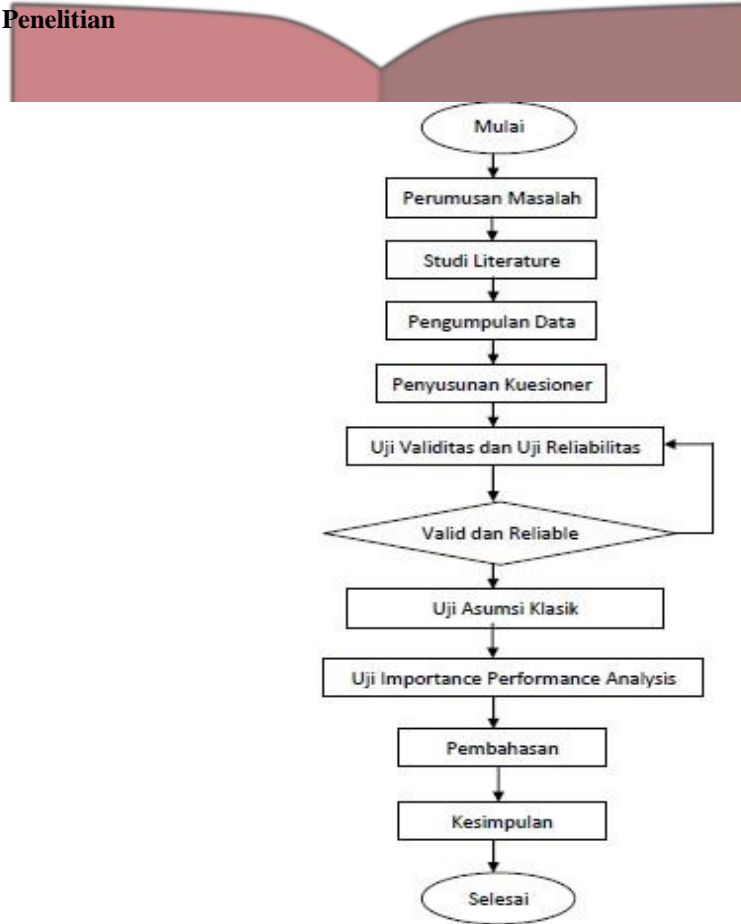 Penelitian
Mulai
Perumusan Masalah
Studi Literature
Pengumpulan Data
Penyusunan Kuesioner
Uji Validitas dan Uji Reliabilitas
Valid dan Reliable
Uji Asumsi Klasik
Uji Importance Performance Analysis
Pembahasan
Kesimpulan
Selesai